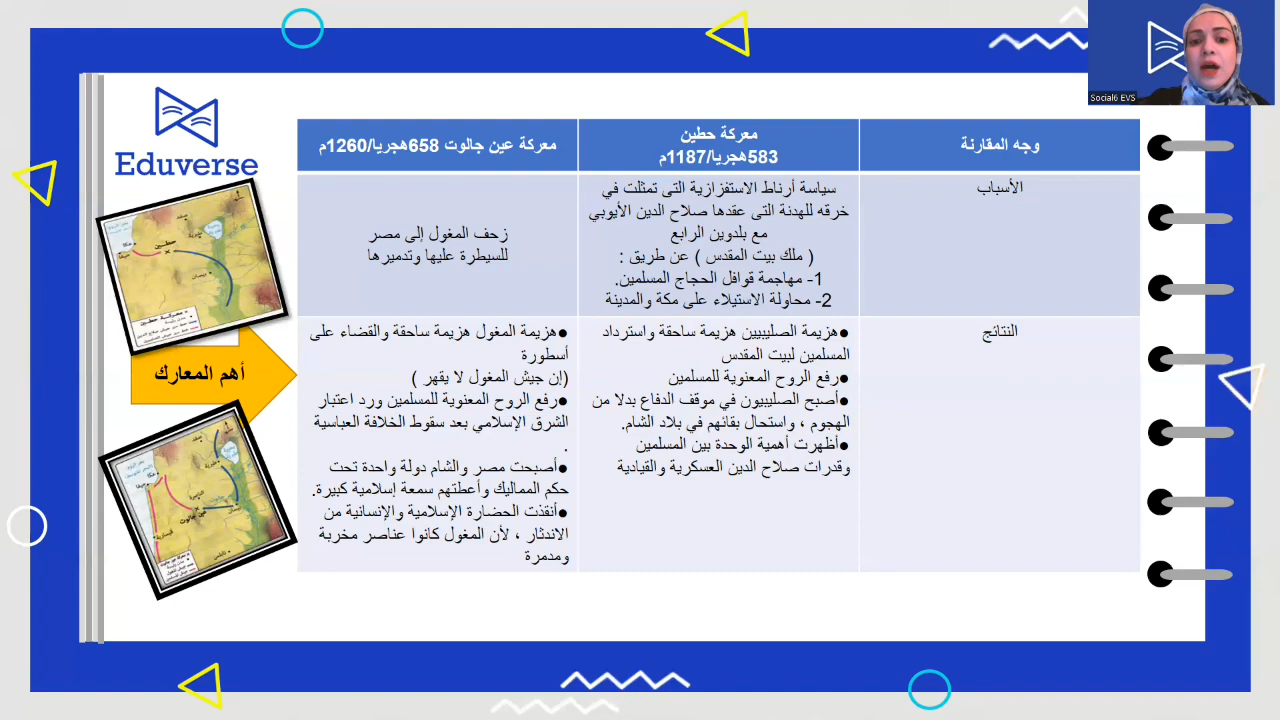 Social6 EVS
Eduverse
أهم المعارك
وجه المقارنة
معركة حطين
583هجريا/1187م
معركة عين جالوت 658هجريا/1260م
الأسباب
سياسة أرناط الاستفزازية التى تمثلت في
خرقه للهدنة التى عقدها صلاح الدين الأيوبي
مع بلدوين الرابع
( ملك بيت المقدس ) عن طريق :
1- مهاجمة قوافل الحجاج المسلمين.
2- محاولة الاستيلاء على مكة والمدينة
زحف المغول إلى مصر
للسيطرة عليها وتدميرها
النتائج
●هزيمة الصليبيين هزيمة ساحقة واسترداد
المسلمين لبيت المقدس
●رفع الروح المعنوية للمسلمين
●أصبح الصليبيون في موقف الدفاع بدلا من
الهجوم ، واستحال بقائهم في بلاد الشام.
●أظهرت أهمية الوحدة بين المسلمين
وقدرات صلاح الدين العسكرية والقيادية
●هزيمة المغول هزيمة ساحقة والقضاء على
أسطورة
(إن جيش المغول لا يقهر )
●رفع الروح المعنوية للمسلمين ورد اعتبار
الشرق الإسلامي بعد سقوط الخلافة العباسية
.
●أصبحت مصر والشام دولة واحدة تحت
حكم المماليك وأعطتهم سمعة إسلامية كبيرة.
●أنقذت الحضارة الإسلامية والإنسانية من
الاندثار ، لأن المغول كانوا عناصر مخربة
ومدمرة
حطين
عين جالوت